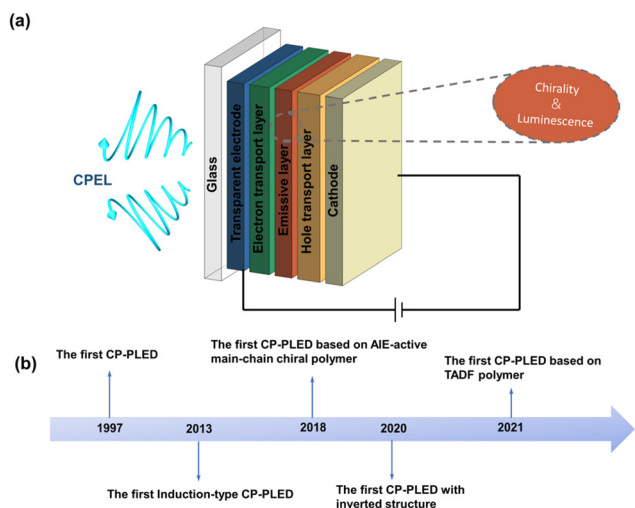 (a)
CPEL
Glass
Transparent electrode
Electron transport layer
Emissive layer
Hole transport layer
Cathode
Chirality
&
Luminescence
(b)
The first CP-PLED
The first CP-PLED based on AIE-active
main-chain chiral polymer
The first CP-PLED based on
TADF polymer
1997
2013
2018
2020
2021
The first Induction-type CP-PLED
The first CP-PLED with
inverted structure